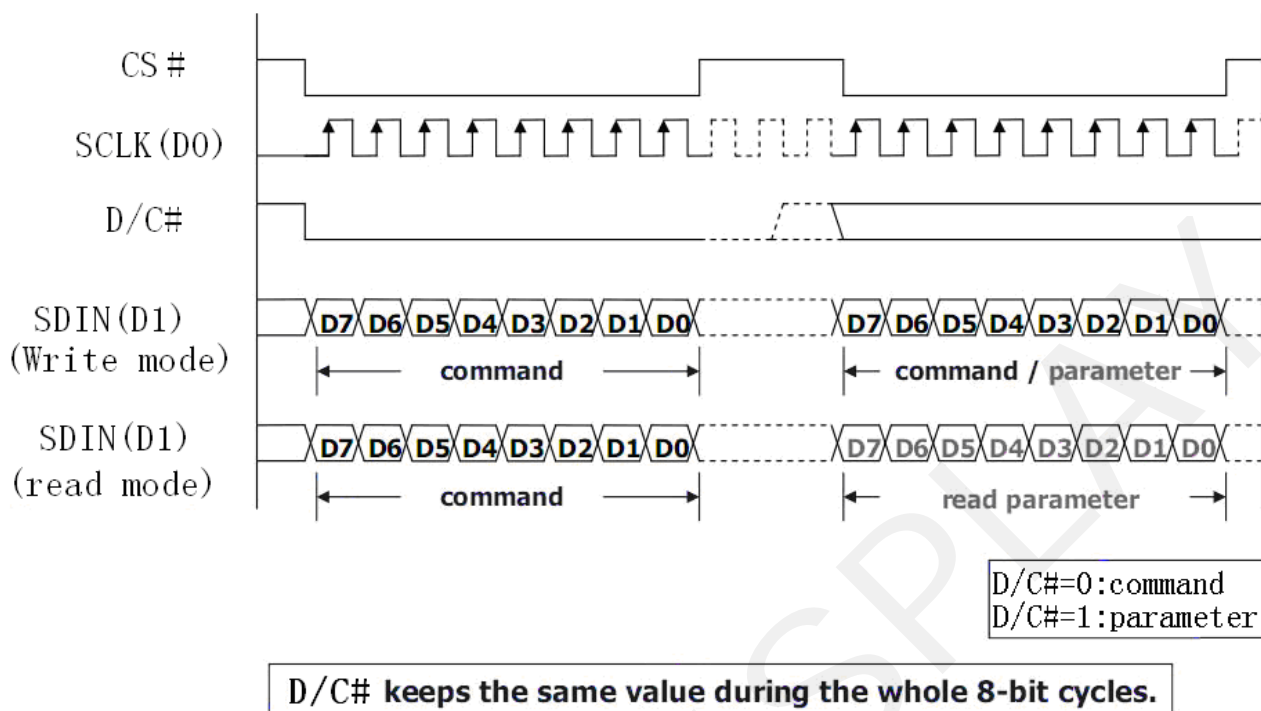 CS#
SCLK(D0)
D/C#
SDIN(D1)
(Write mode)
D7 D6 D5 D4 D3 D2 D1 D0
D7 D6 D5 D4 D3 D2 D1 D0
command
command / parameter
SDIN(D1)
(read mode)
D7 D6 D5 D4 D3 D2 D1 D0
D7 D6 D5 D4 D3 D2 D1 D0
command
read parameter
D/C#=0:command
D/C#=1:parameter
D/C# keeps the same value during the whole 8-bit cycles.
SPLAY